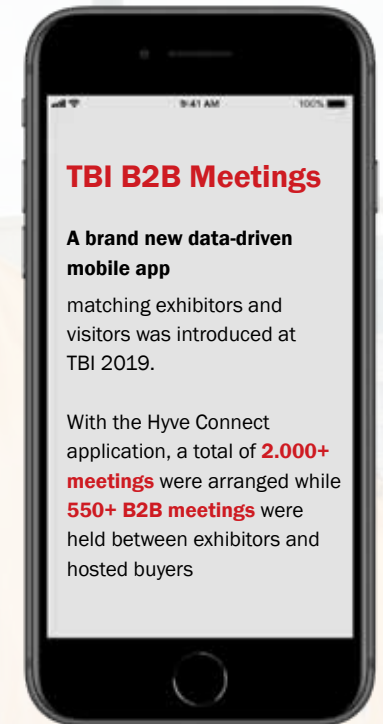 9:41 AM 100%
TBI B2B Meetings
A brand new data-driven
mobile app
matching exhibitors and
visitors was introduced at
TBI 2019.
With the Hyve Connect
application, a total of 2.000+
meetings were arranged while
550+ B2B meetings were
held between exhibitors and
hosted buyers